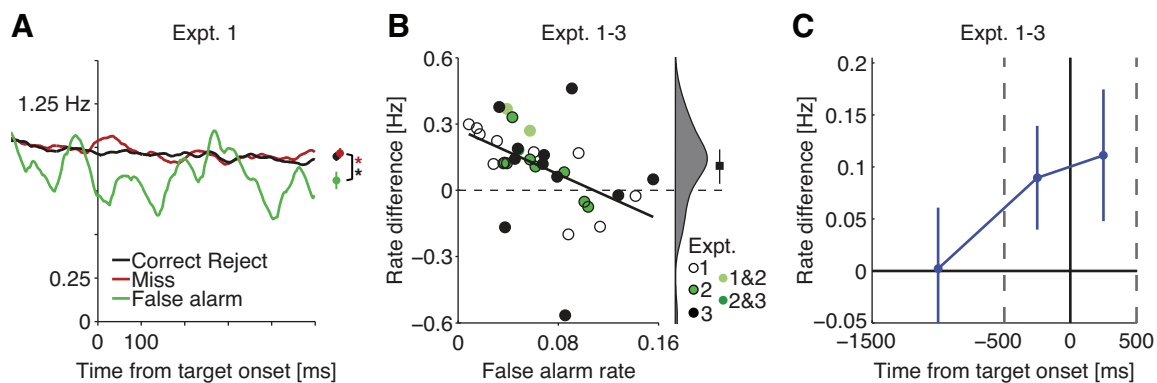 A
Expt. 1
1.25 Hz
0.25
0
*
*
Correct Reject
Miss
False alarm
0 100
Time from target onset [ms]
B
Expt. 1-3
Rate difference [Hz]
0.6
0.3
0
−0.3
−0.6
0 0.08 0.16
False alarm rate
Expt.
1 1&2
2 2&3
3
C
Expt. 1-3
Rate difference [Hz]
0.2
0.15
0.1
0.05
0
−0.05
−1500 −500 0 500
Time from target onset [ms]